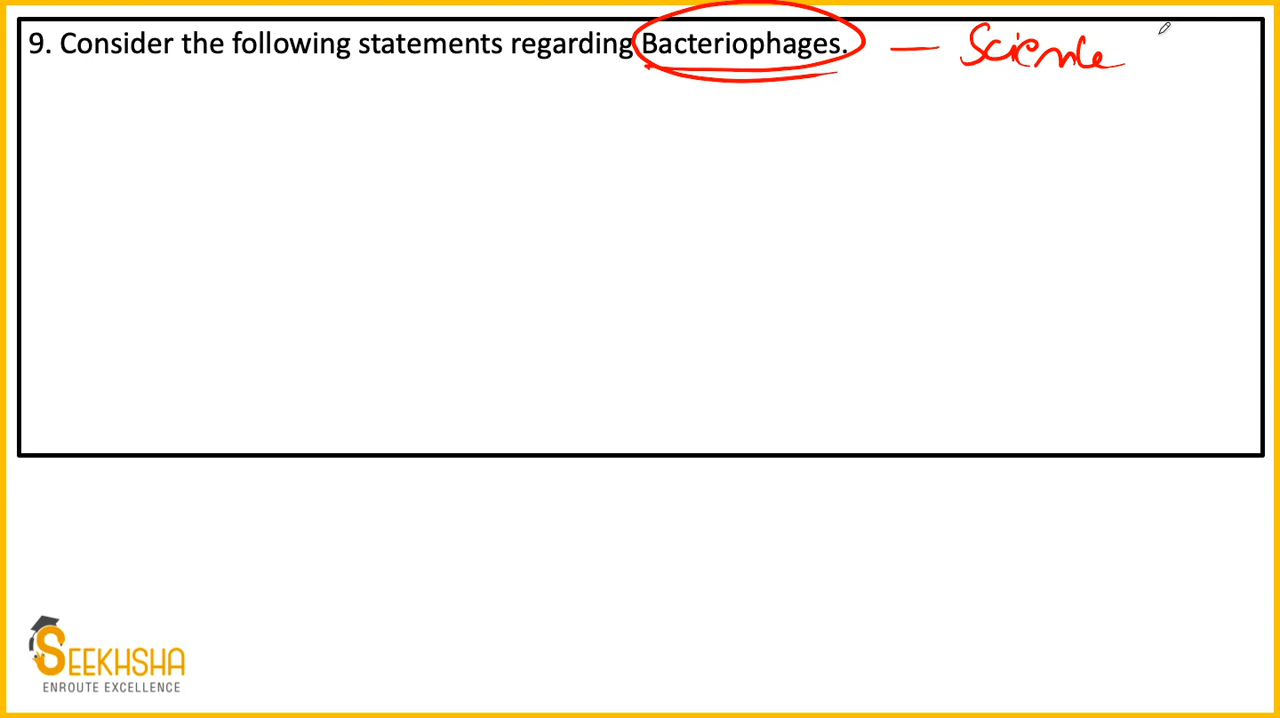 9. Consider the following statements regarding Bacteriophages. — Science
SEEKHSHA
ENROUTE EXCELLENCE